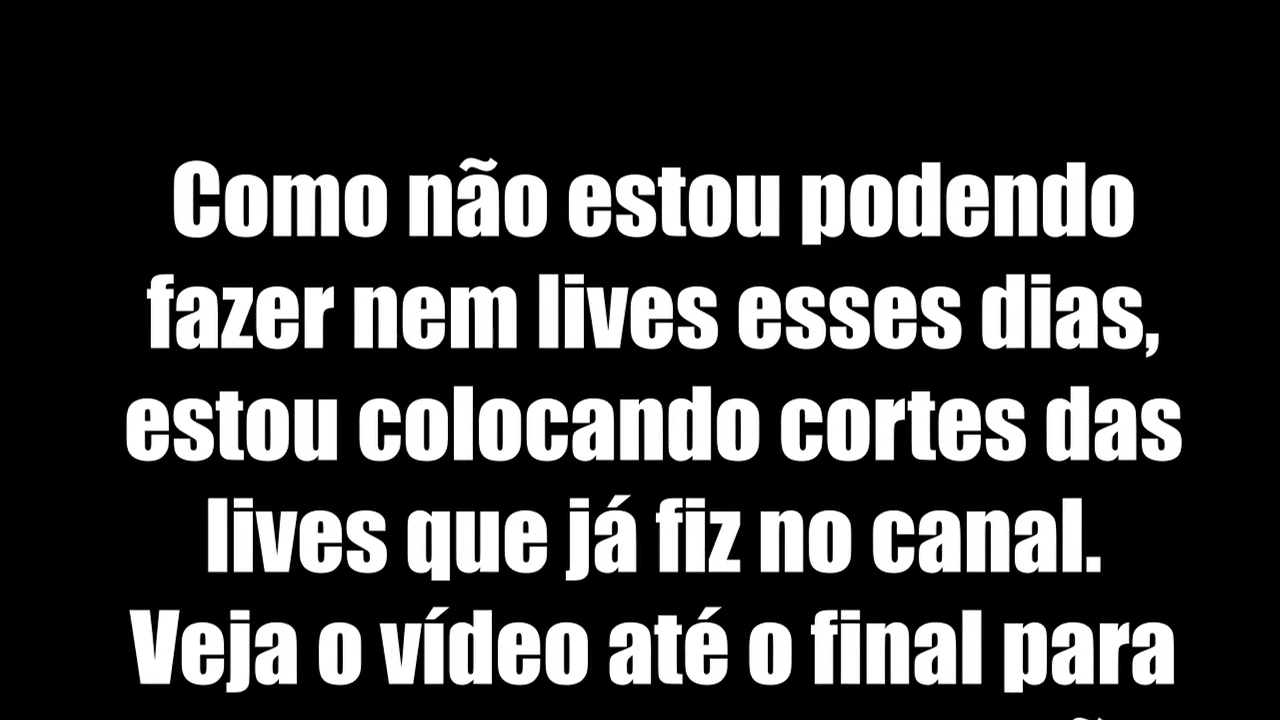 Como não estou podendo
fazer nem lives esses dias,
estou colocando cortes das
lives que já fiz no canal.
Veja o vídeo até o final para